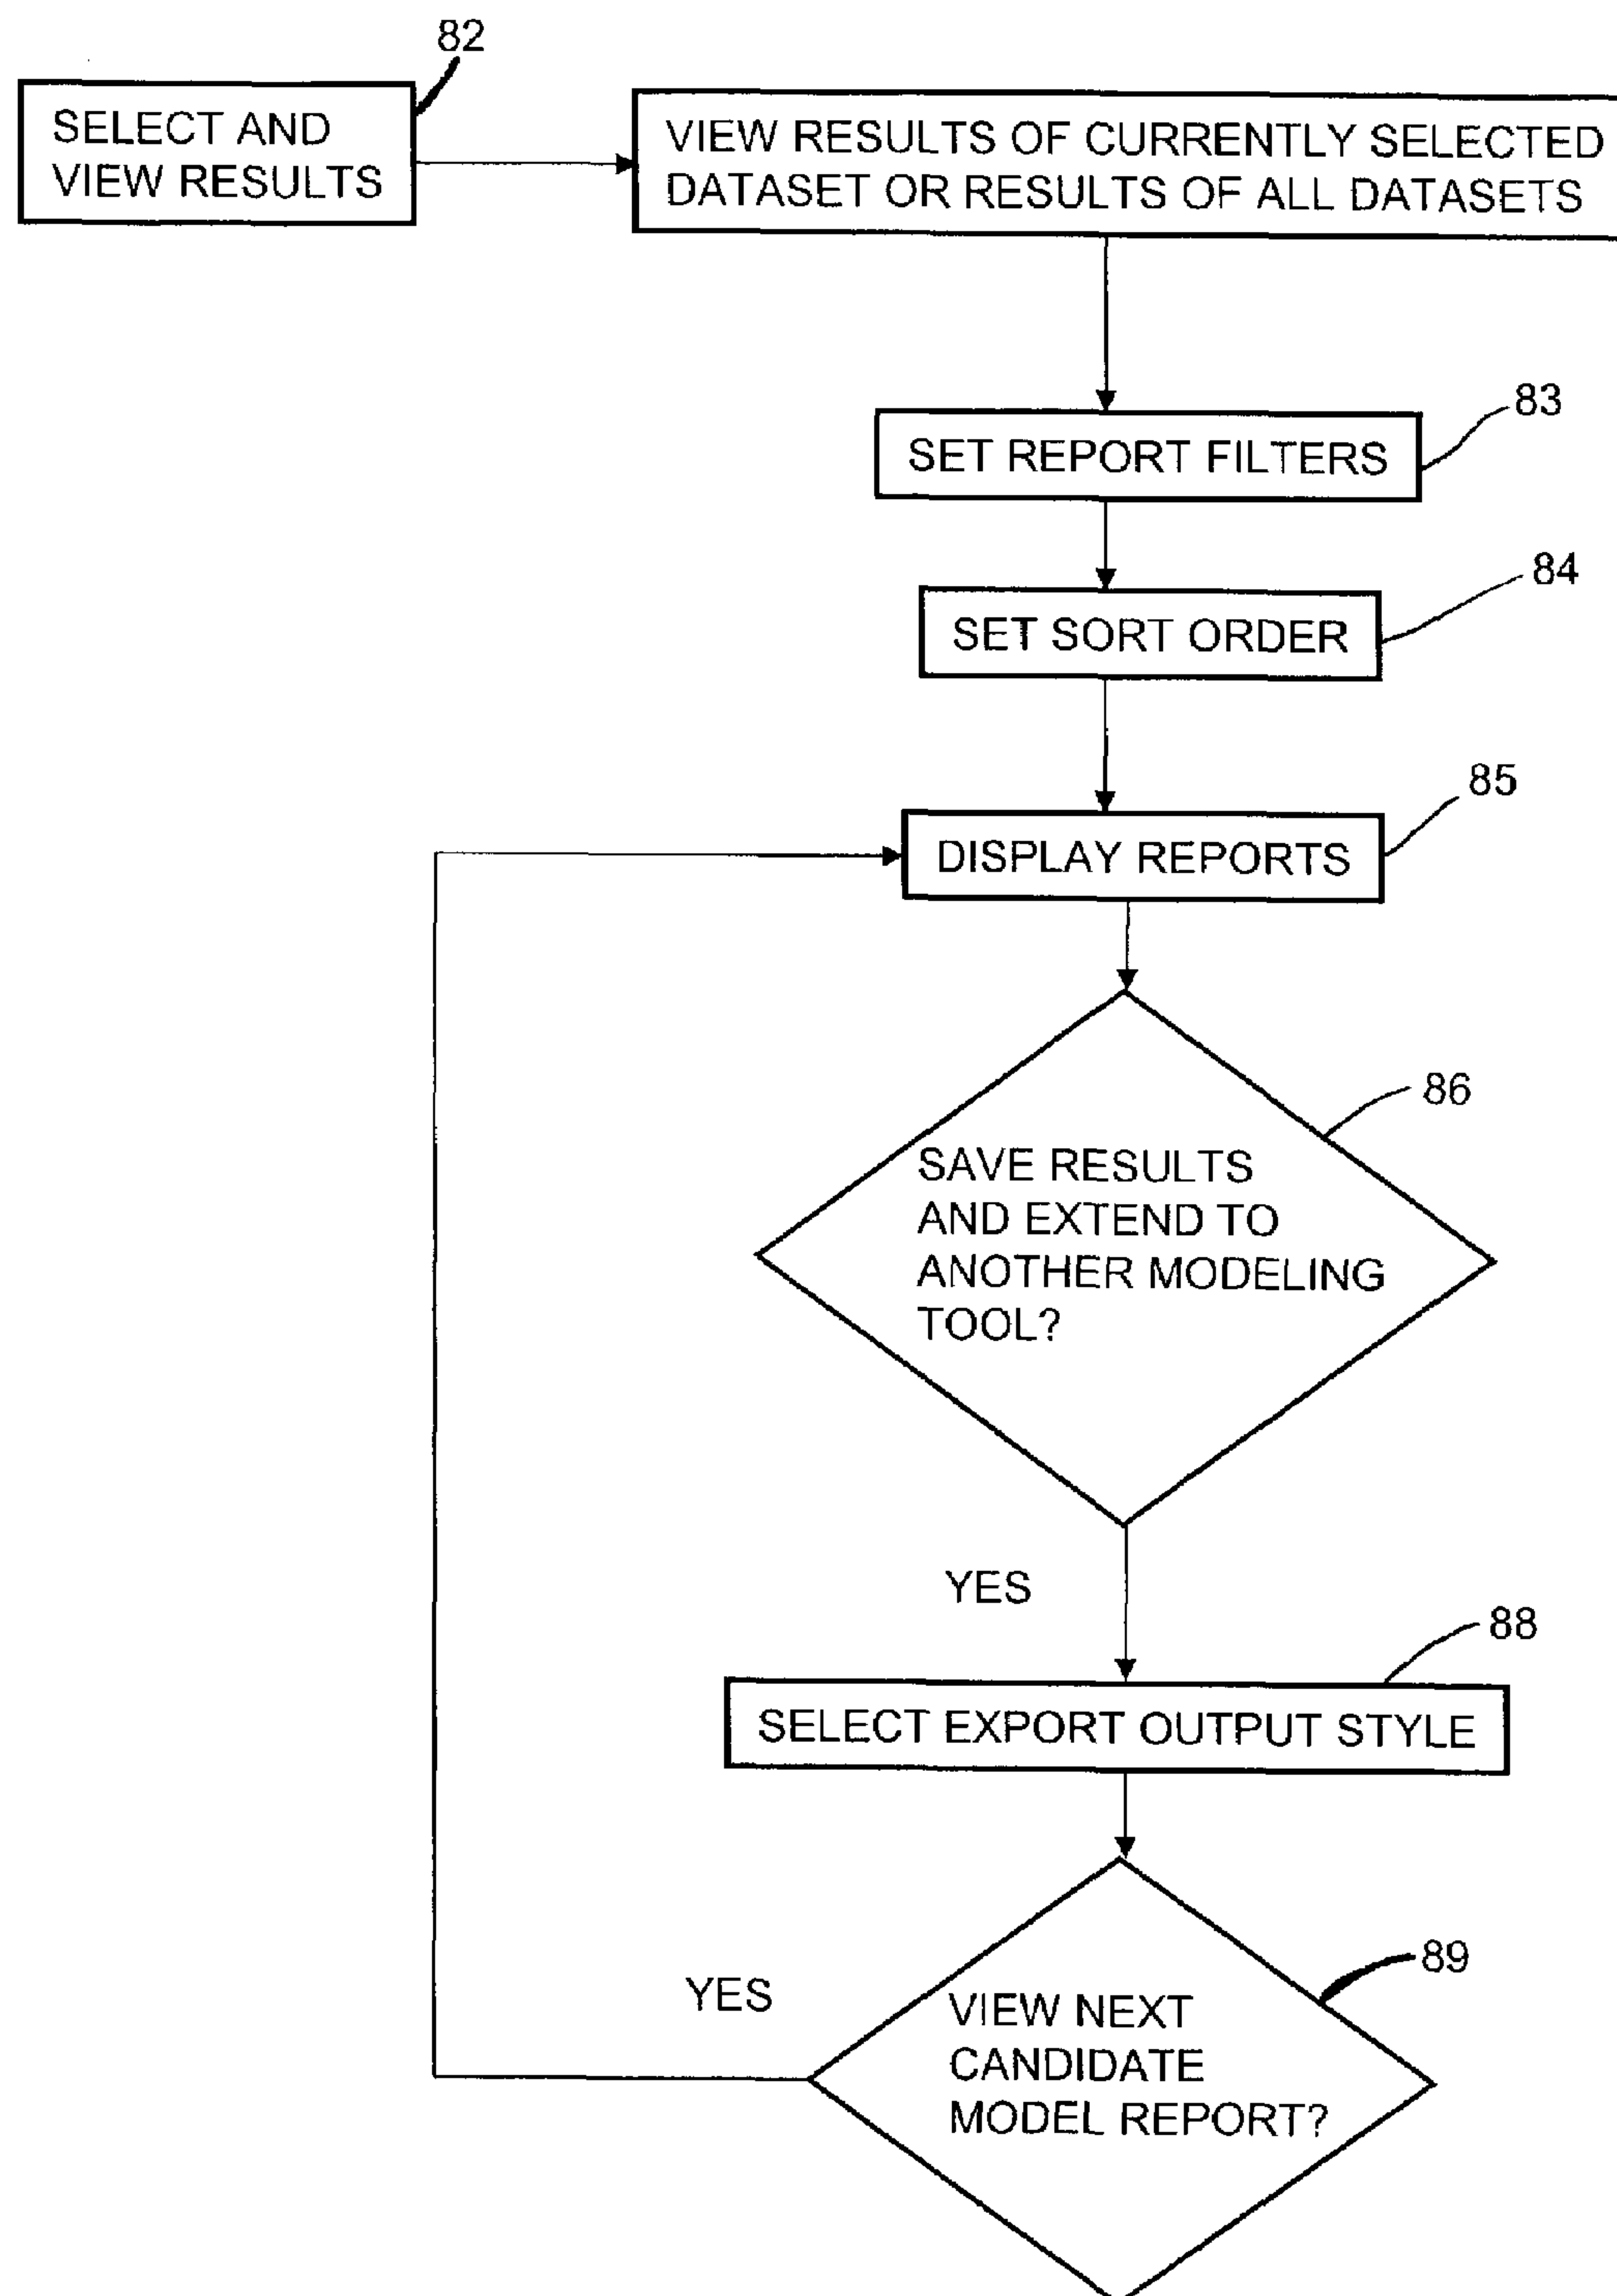 82
SELECT AND
VIEW RESULTS
VIEW RESULTS OF CURRENTLY SELECTED
DATASET OR RESULTS OF ALL DATASETS
83
SET REPORT FILTERS
84
SET SORT ORDER
85
DISPLAY REPORTS
86
SAVE RESULTS
AND EXTEND TO
ANOTHER MODELING
TOOL?
YES
88
SELECT EXPORT OUTPUT STYLE
89
YES
VIEW NEXT
CANDIDATE
MODEL REPORT?